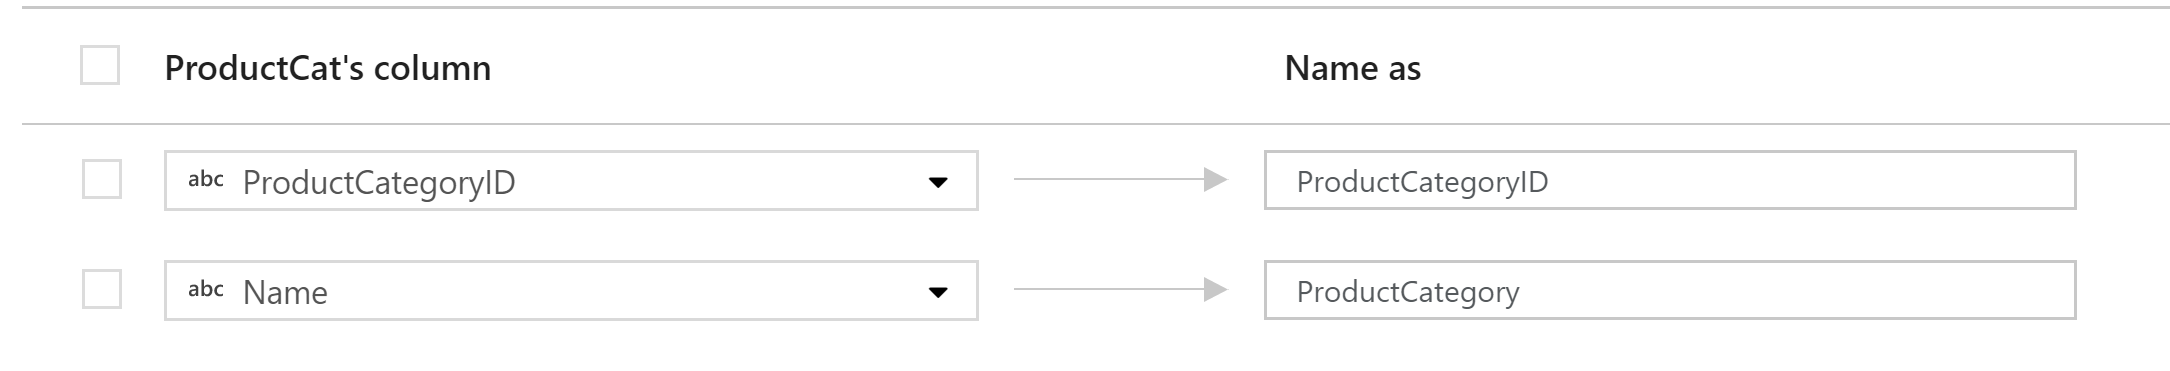 ProductCat's column Name as
abc ProductCategoryID ProductCategoryID
abc Name ProductCategory